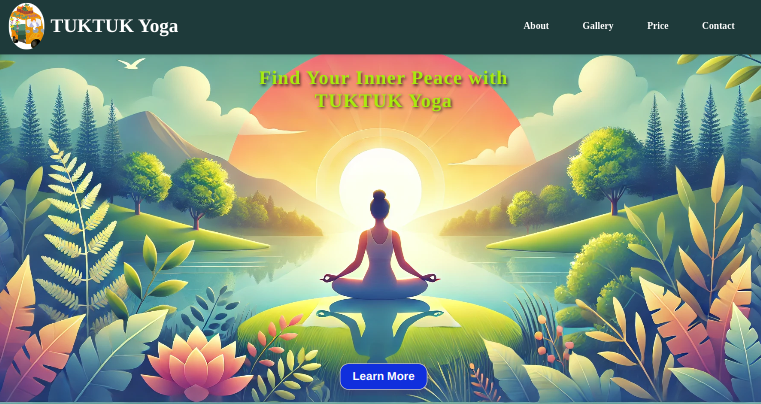 TUKTUK Yoga
About
Gallery
Price
Contact
Find Your Inner Peace with
TUKTUK Yoga
Learn More